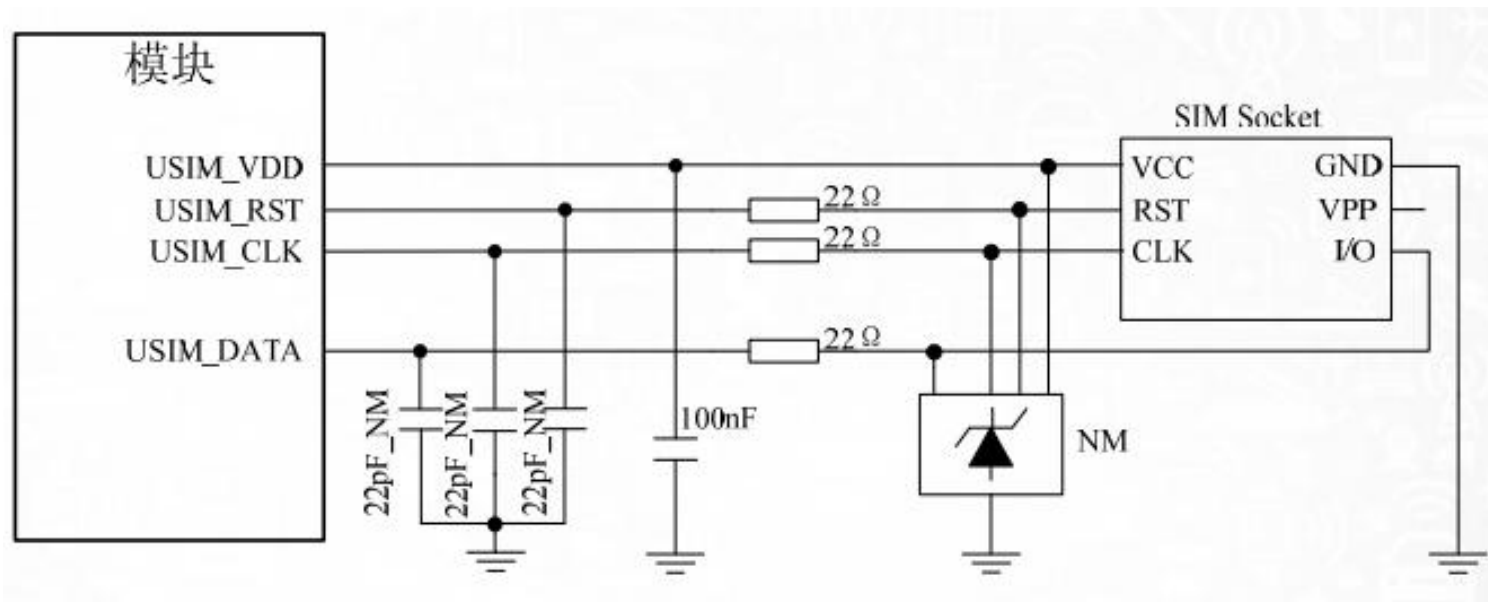 模块
SIM Socket
USIM_VDD
VCC
GND
USIM_RST
22Ω
RST
VPP
USIM_CLK
22Ω
CLK
I/O
USIM_DATA
22Ω
22pF_NM
22pF_NM
22pF_NM
100nF
NM